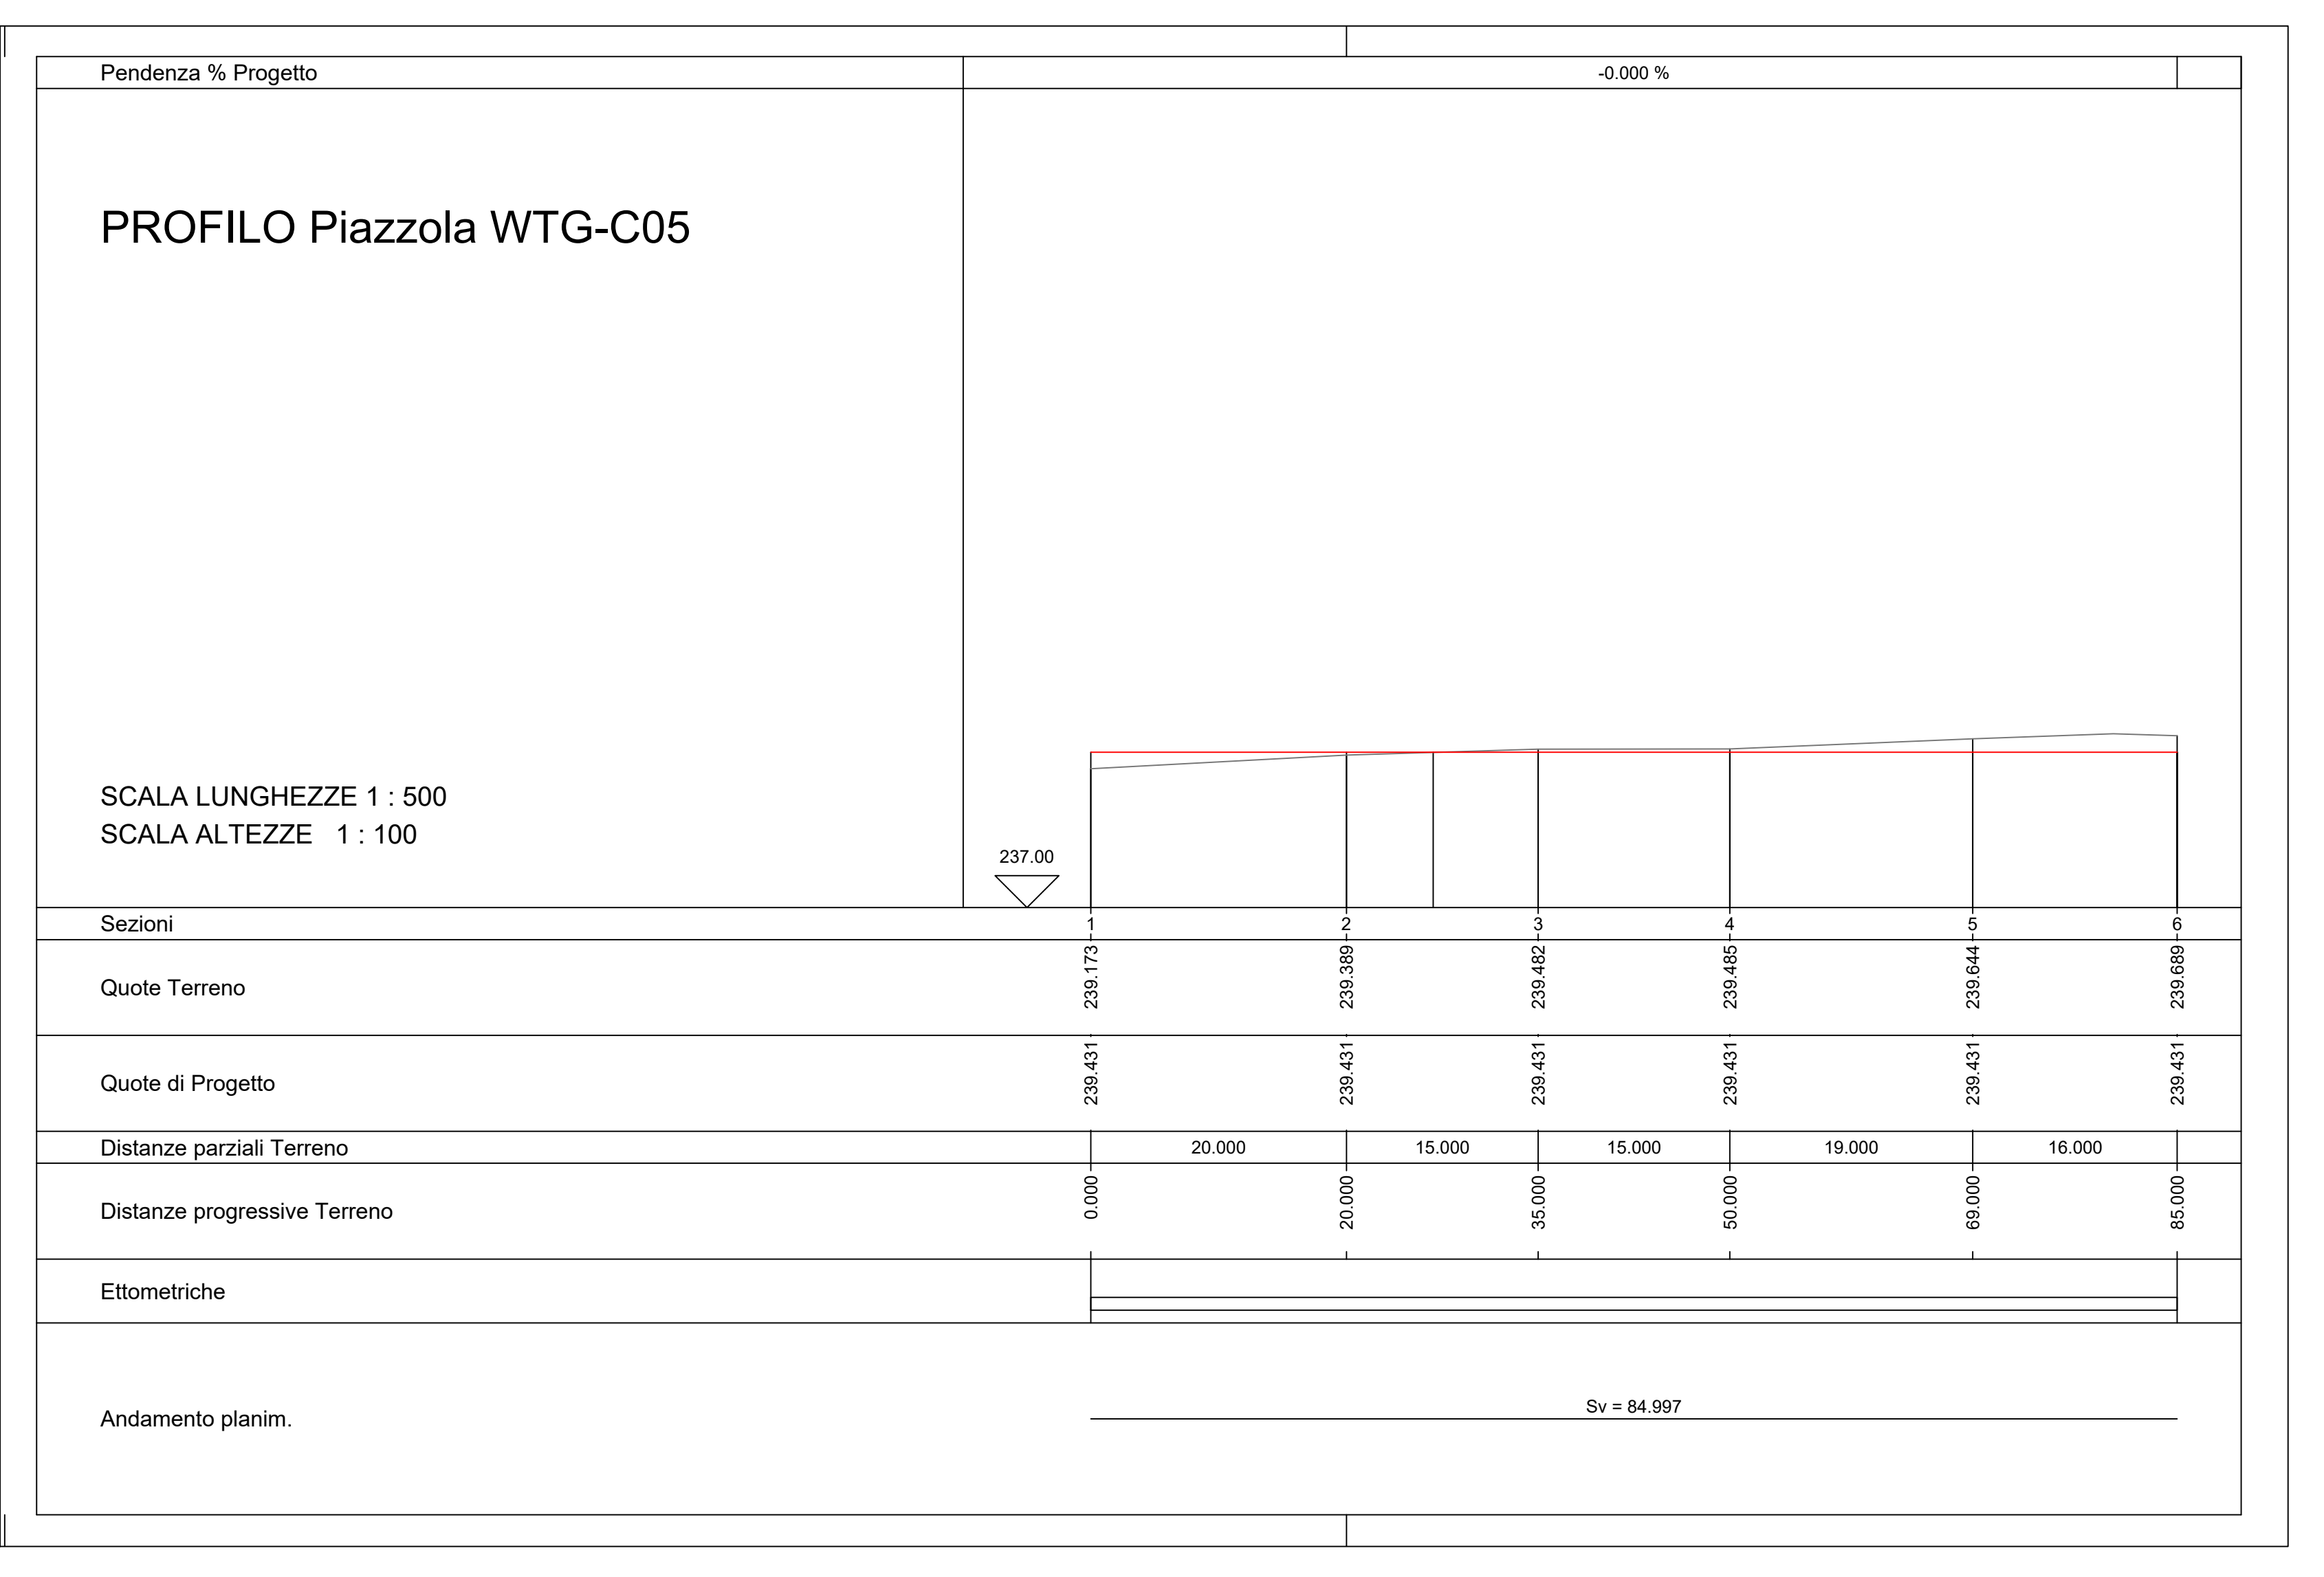 Pendenza % Progetto -0.000 %
PROFILO Piazzola WTG-C05
SCALA LUNGHEZZE 1 : 500
SCALA ALTEZZE 1 : 100
237.00
Sezioni 1 2 3 4 5 6
Quote Terreno 239.173 239.389 239.482 239.485 239.644 239.689
Quote di Progetto 239.431 239.431 239.431 239.431 239.431 239.431
Distanze parziali Terreno 20.000 15.000 15.000 19.000 16.000
Distanze progressive Terreno 0.000 20.000 35.000 50.000 69.000 85.000
Ettometriche
Andamento planim. Sv = 84.997